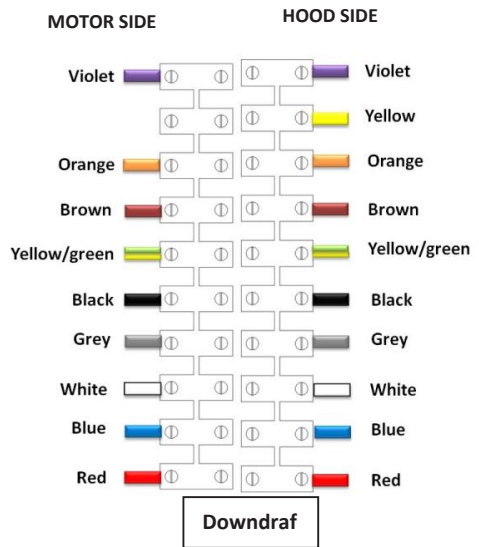 MOTOR SIDE HOOD SIDE
Violet Violet
Yellow
Orange Orange
Brown Brown
Yellow/green Yellow/green
Black Black
Grey Grey
White White
Blue Blue
Red Red
Downdraf